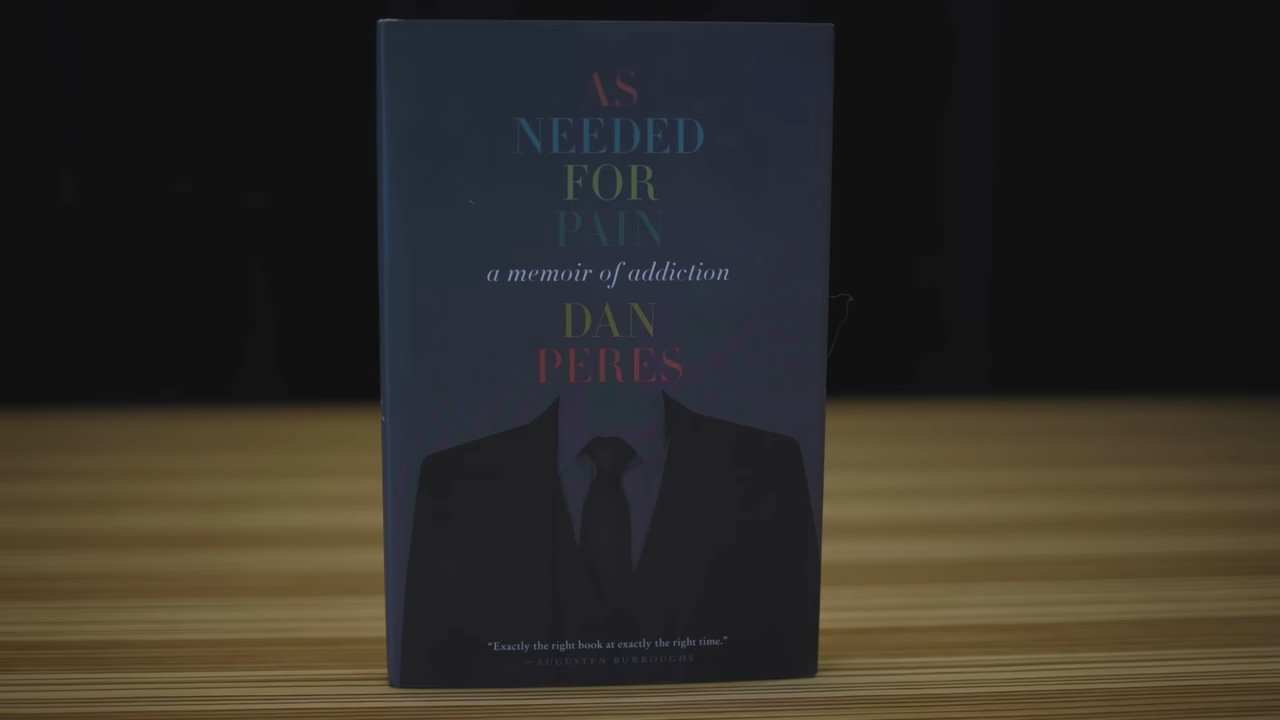 AS
NEEDED
FOR
PAIN
a memoir of addiction
DAN
PERES
“Exactly the right book at exactly the right time.”
—AUGUSTEN BURROUGHS